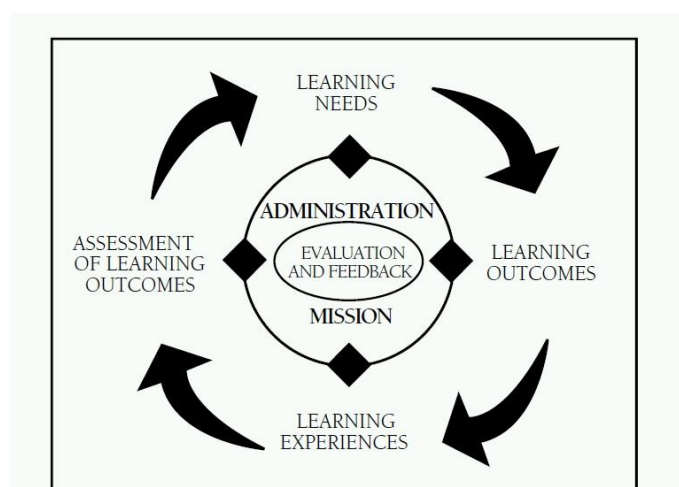 LEARNING
NEEDS
ADMINISTRATION
ASSESSMENT
OF LEARNING
OUTCOMES
EVALUATION
AND FEEDBACK
LEARNING
OUTCOMES
MISSION
LEARNING
EXPERIENCES